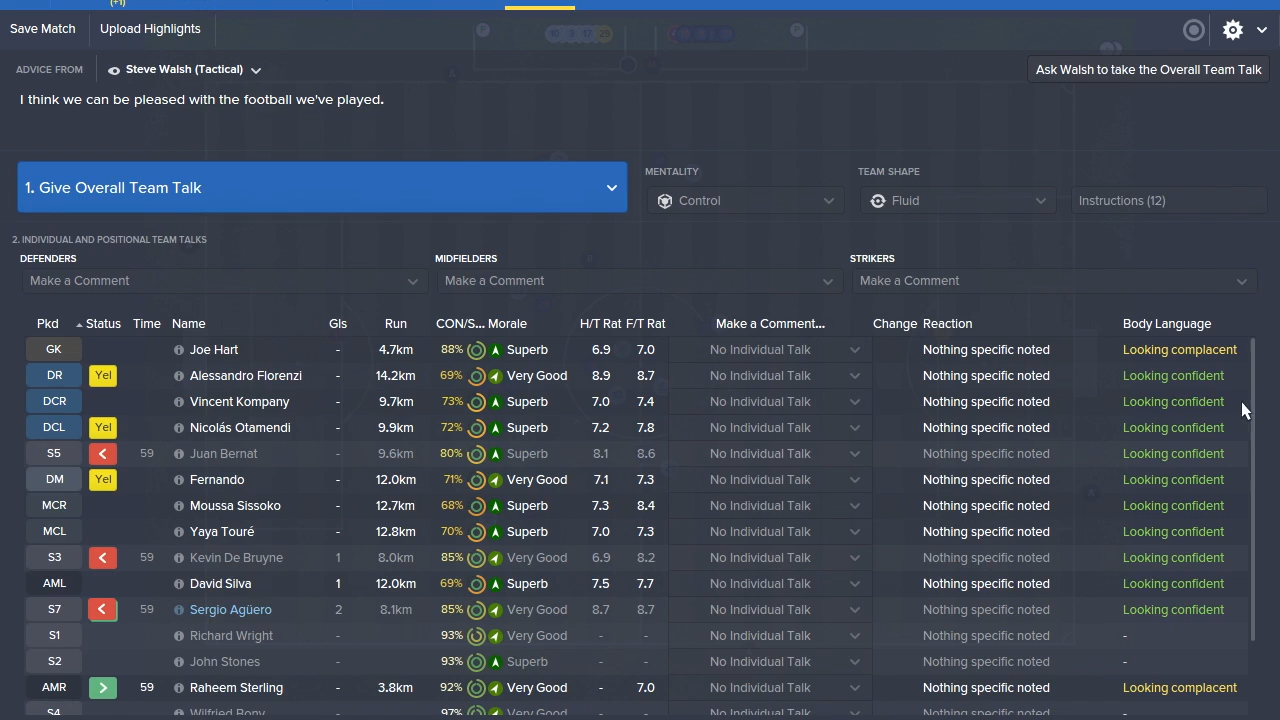 (+1)
Save Match Upload Highlights
ADVICE FROM Steve Walsh (Tactical) Ask Walsh to take the Overall Team Talk
I think we can be pleased with the football we've played.
1. Give Overall Team Talk
MENTALITY TEAM SHAPE
Control Fluid Instructions (12)
2. INDIVIDUAL AND POSITIONAL TEAM TALKS
DEFENDERS MIDFIELDERS STRIKERS
Make a Comment Make a Comment Make a Comment
Pkd Status Time Name Gls Run CON/S... Morale H/T Rat F/T Rat Make a Comment... Change Reaction Body Language
GK Joe Hart - 4.7km 88% Superb 6.9 7.0 No Individual Talk Nothing specific noted Looking complacent
DR Yel Alessandro Florenzi - 14.2km 69% Very Good 8.9 8.7 No Individual Talk Nothing specific noted Looking confident
DCR Vincent Kompany - 9.7km 73% Superb 7.0 7.4 No Individual Talk Nothing specific noted Looking confident
DCL Yel Nicolás Otamendi - 9.9km 72% Superb 7.2 7.8 No Individual Talk Nothing specific noted Looking confident
S5 59 Juan Bernat - 9.6km 80% Superb 8.1 8.6 No Individual Talk Nothing specific noted Looking confident
DM Yel Fernando - 12.0km 71% Very Good 7.1 7.3 No Individual Talk Nothing specific noted Looking confident
MCR Moussa Sissoko - 12.7km 68% Superb 7.3 8.4 No Individual Talk Nothing specific noted Looking confident
MCL Yaya Touré - 12.8km 70% Superb 7.0 7.3 No Individual Talk Nothing specific noted Looking confident
S3 59 Kevin De Bruyne 1 8.0km 85% Very Good 6.9 8.2 No Individual Talk Nothing specific noted Looking confident
AML David Silva 1 12.0km 69% Superb 7.5 7.7 No Individual Talk Nothing specific noted Looking confident
S7 59 Sergio Agüero 2 8.1km 85% Very Good 8.7 8.7 No Individual Talk Nothing specific noted Looking confident
S1 Richard Wright - 93% Very Good - - No Individual Talk Nothing specific noted -
S2 John Stones - 93% Superb - - No Individual Talk Nothing specific noted -
AMR 59 Raheem Sterling - 3.8km 92% Very Good - 7.0 No Individual Talk Nothing specific noted Looking complacent
S4 Wilfried Bony - 97% Very Good - - No Individual Talk Nothing specific noted